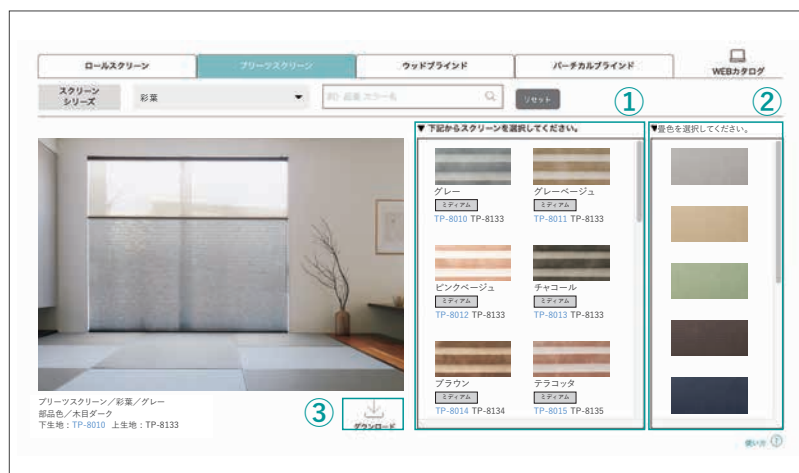 ロールスクリーン
プリーツスクリーン
ウッドブラインド
バーチカルブラインド
WEBカタログ
スクリーン
シリーズ
彩葉
リセット
①
②
▼ 下記からスクリーンを選択してください。
▼畳色を選択してください。
グレー
ミディアム
TP-8010 TP-8133
グレーベージュ
ミディアム
TP-8011 TP-8133
ピンクベージュ
ミディアム
TP-8012 TP-8133
チャコール
ミディアム
TP-8013 TP-8133
ブラウン
ミディアム
TP-8014 TP-8134
テラコッタ
ミディアム
TP-8015 TP-8135
プリーツスクリーン／彩葉／グレー
部品色／木目ダーク
下生地：TP-8010 上生地：TP-8133
③
ダウンロード
使い方